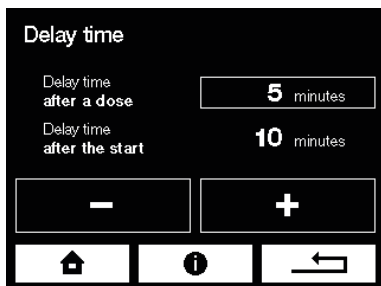 Delay time
Delay time
after a dose
5 minutes
Delay time
after the start
10 minutes
− +
i